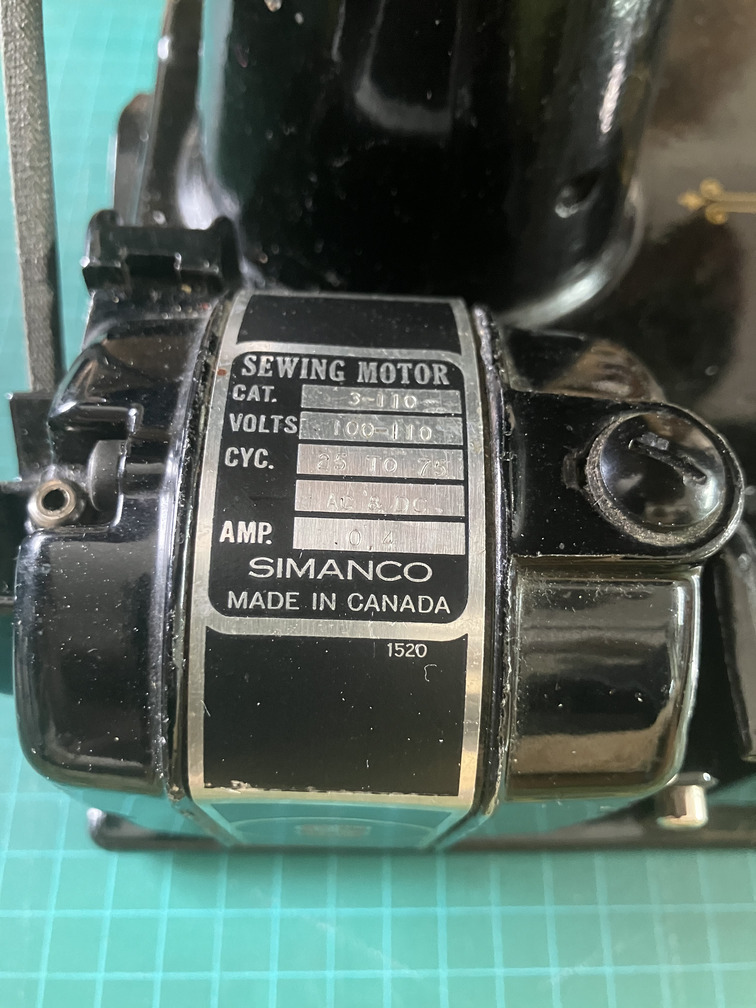 SEWING MOTOR
CAT. 3-110
VOLTS 100-110
CYC. 25 TO 75
AC & DC.
AMP. 0.4
SIMANCO
MADE IN CANADA
1520